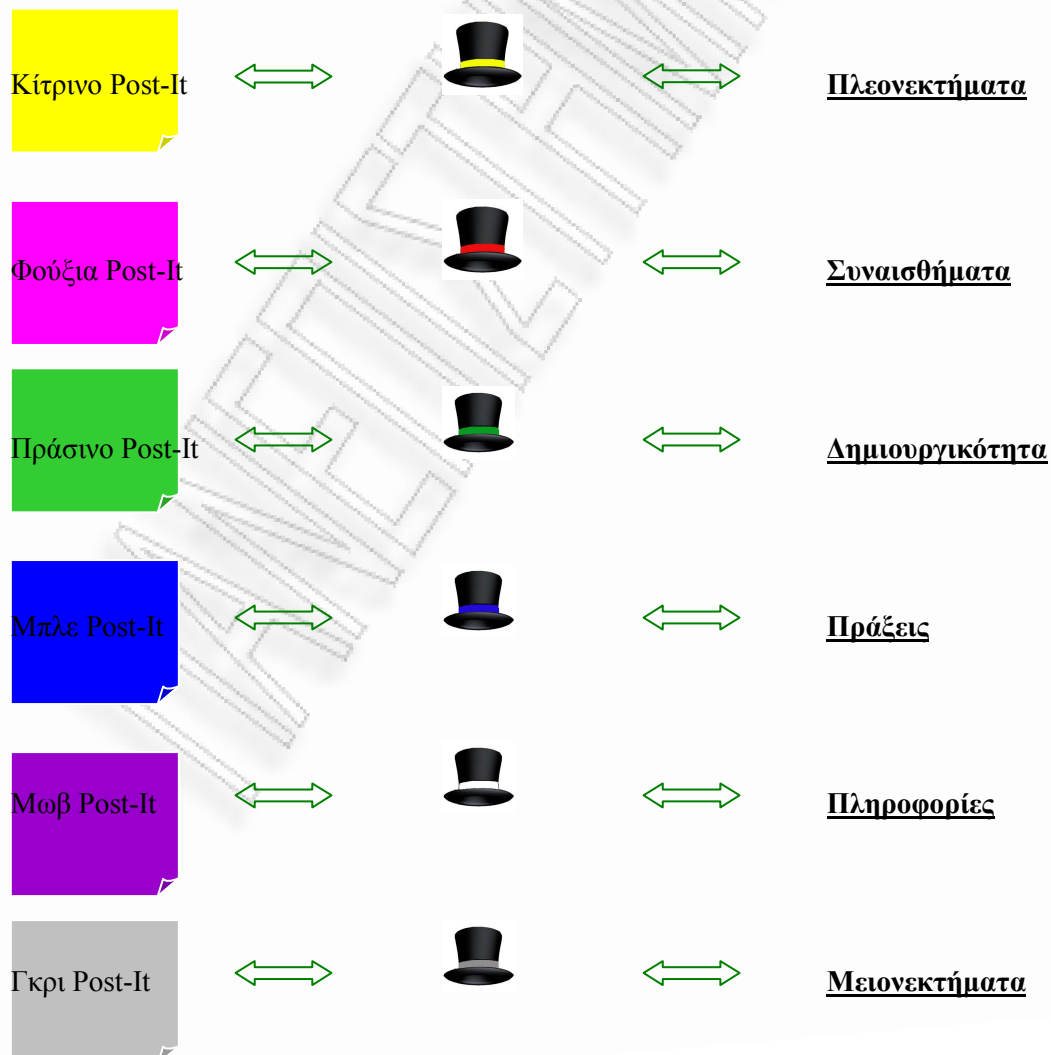 Κίτρινο Post-It Πλεονεκτήματα
Φούξια Post-It Συναισθήματα
Πράσινο Post-It Δημιουργικότητα
Μπλε Post-It Πράξεις
Μωβ Post-It Πληροφορίες
Γκρι Post-It Μειονεκτήματα